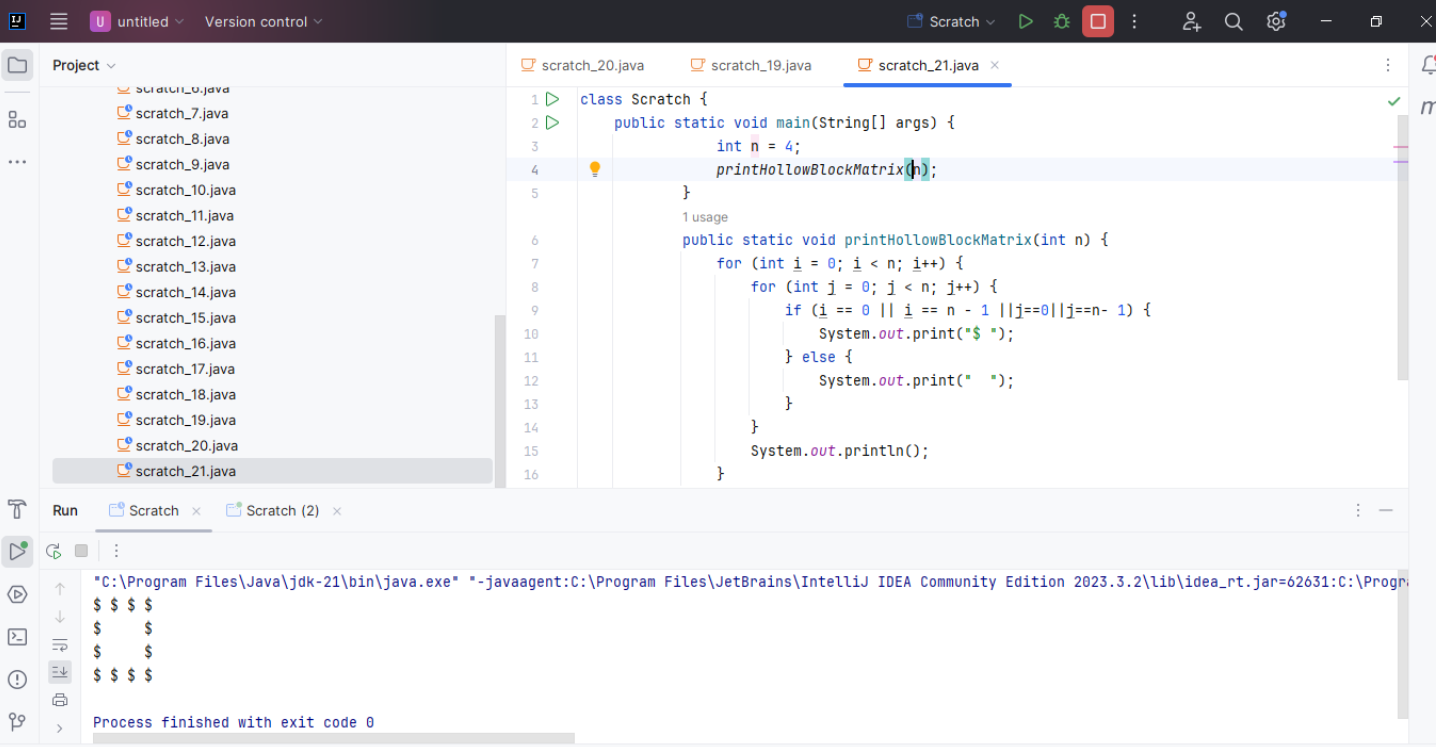 IJ
U untitled Version control Scratch
Project
scratch_20.java scratch_19.java scratch_21.java
scratch_6.java
scratch_7.java
scratch_8.java
scratch_9.java
scratch_10.java
scratch_11.java
scratch_12.java
scratch_13.java
scratch_14.java
scratch_15.java
scratch_16.java
scratch_17.java
scratch_18.java
scratch_19.java
scratch_20.java
scratch_21.java
1 class Scratch {
2     public static void main(String[] args) {
3         int n = 4;
4         printHollowBlockMatrix(n);
5     }
1 usage
6     public static void printHollowBlockMatrix(int n) {
7         for (int i = 0; i < n; i++) {
8             for (int j = 0; j < n; j++) {
9                 if (i == 0 || i == n - 1 ||j==0||j==n- 1) {
10                     System.out.print("$ ");
11                 } else {
12                     System.out.print("  ");
13                 }
14             }
15             System.out.println();
16         }
m
Run Scratch Scratch (2)
"C:\Program Files\Java\jdk-21\bin\java.exe" "-javaagent:C:\Program Files\JetBrains\IntelliJ IDEA Community Edition 2023.3.2\lib\idea_rt.jar=62631:C:\Progr
$ $ $ $
$     $
$     $
$ $ $ $
Process finished with exit code 0